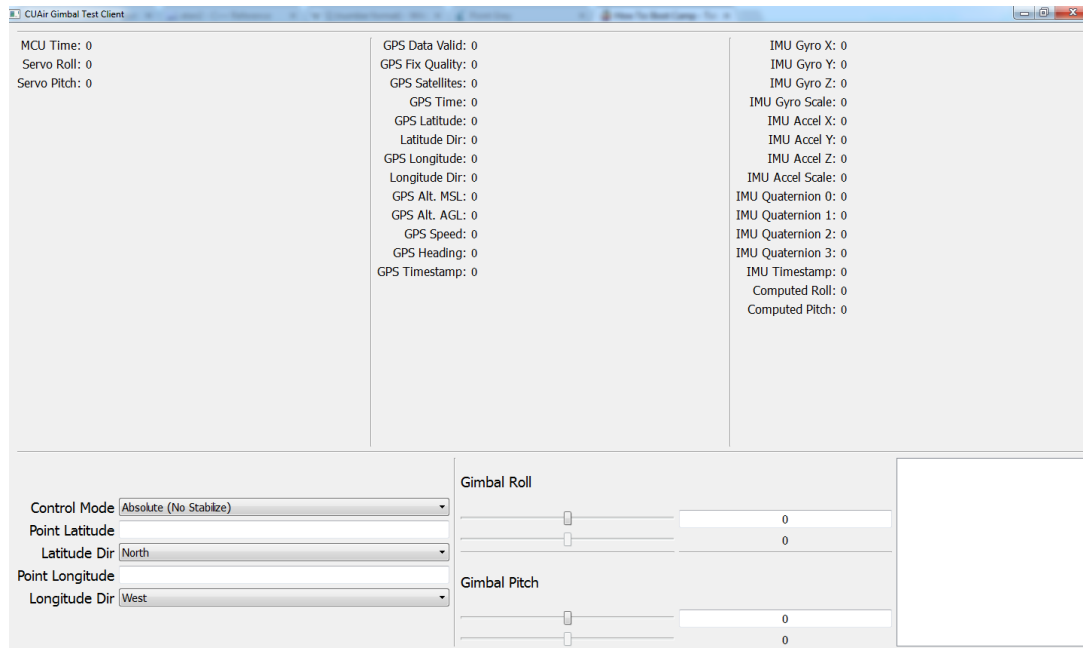 CUAir Gimbal Test Client
MCU Time: 0
Servo Roll: 0
Servo Pitch: 0
GPS Data Valid: 0
GPS Fix Quality: 0
GPS Satellites: 0
GPS Time: 0
GPS Latitude: 0
Latitude Dir: 0
GPS Longitude: 0
Longitude Dir: 0
GPS Alt. MSL: 0
GPS Alt. AGL: 0
GPS Speed: 0
GPS Heading: 0
GPS Timestamp: 0
IMU Gyro X: 0
IMU Gyro Y: 0
IMU Gyro Z: 0
IMU Gyro Scale: 0
IMU Accel X: 0
IMU Accel Y: 0
IMU Accel Z: 0
IMU Accel Scale: 0
IMU Quaternion 0: 0
IMU Quaternion 1: 0
IMU Quaternion 2: 0
IMU Quaternion 3: 0
IMU Timestamp: 0
Computed Roll: 0
Computed Pitch: 0
Control Mode Absolute (No Stabilize)
Point Latitude
Latitude Dir North
Point Longitude
Longitude Dir West
Gimbal Roll
0
0
Gimbal Pitch
0
0